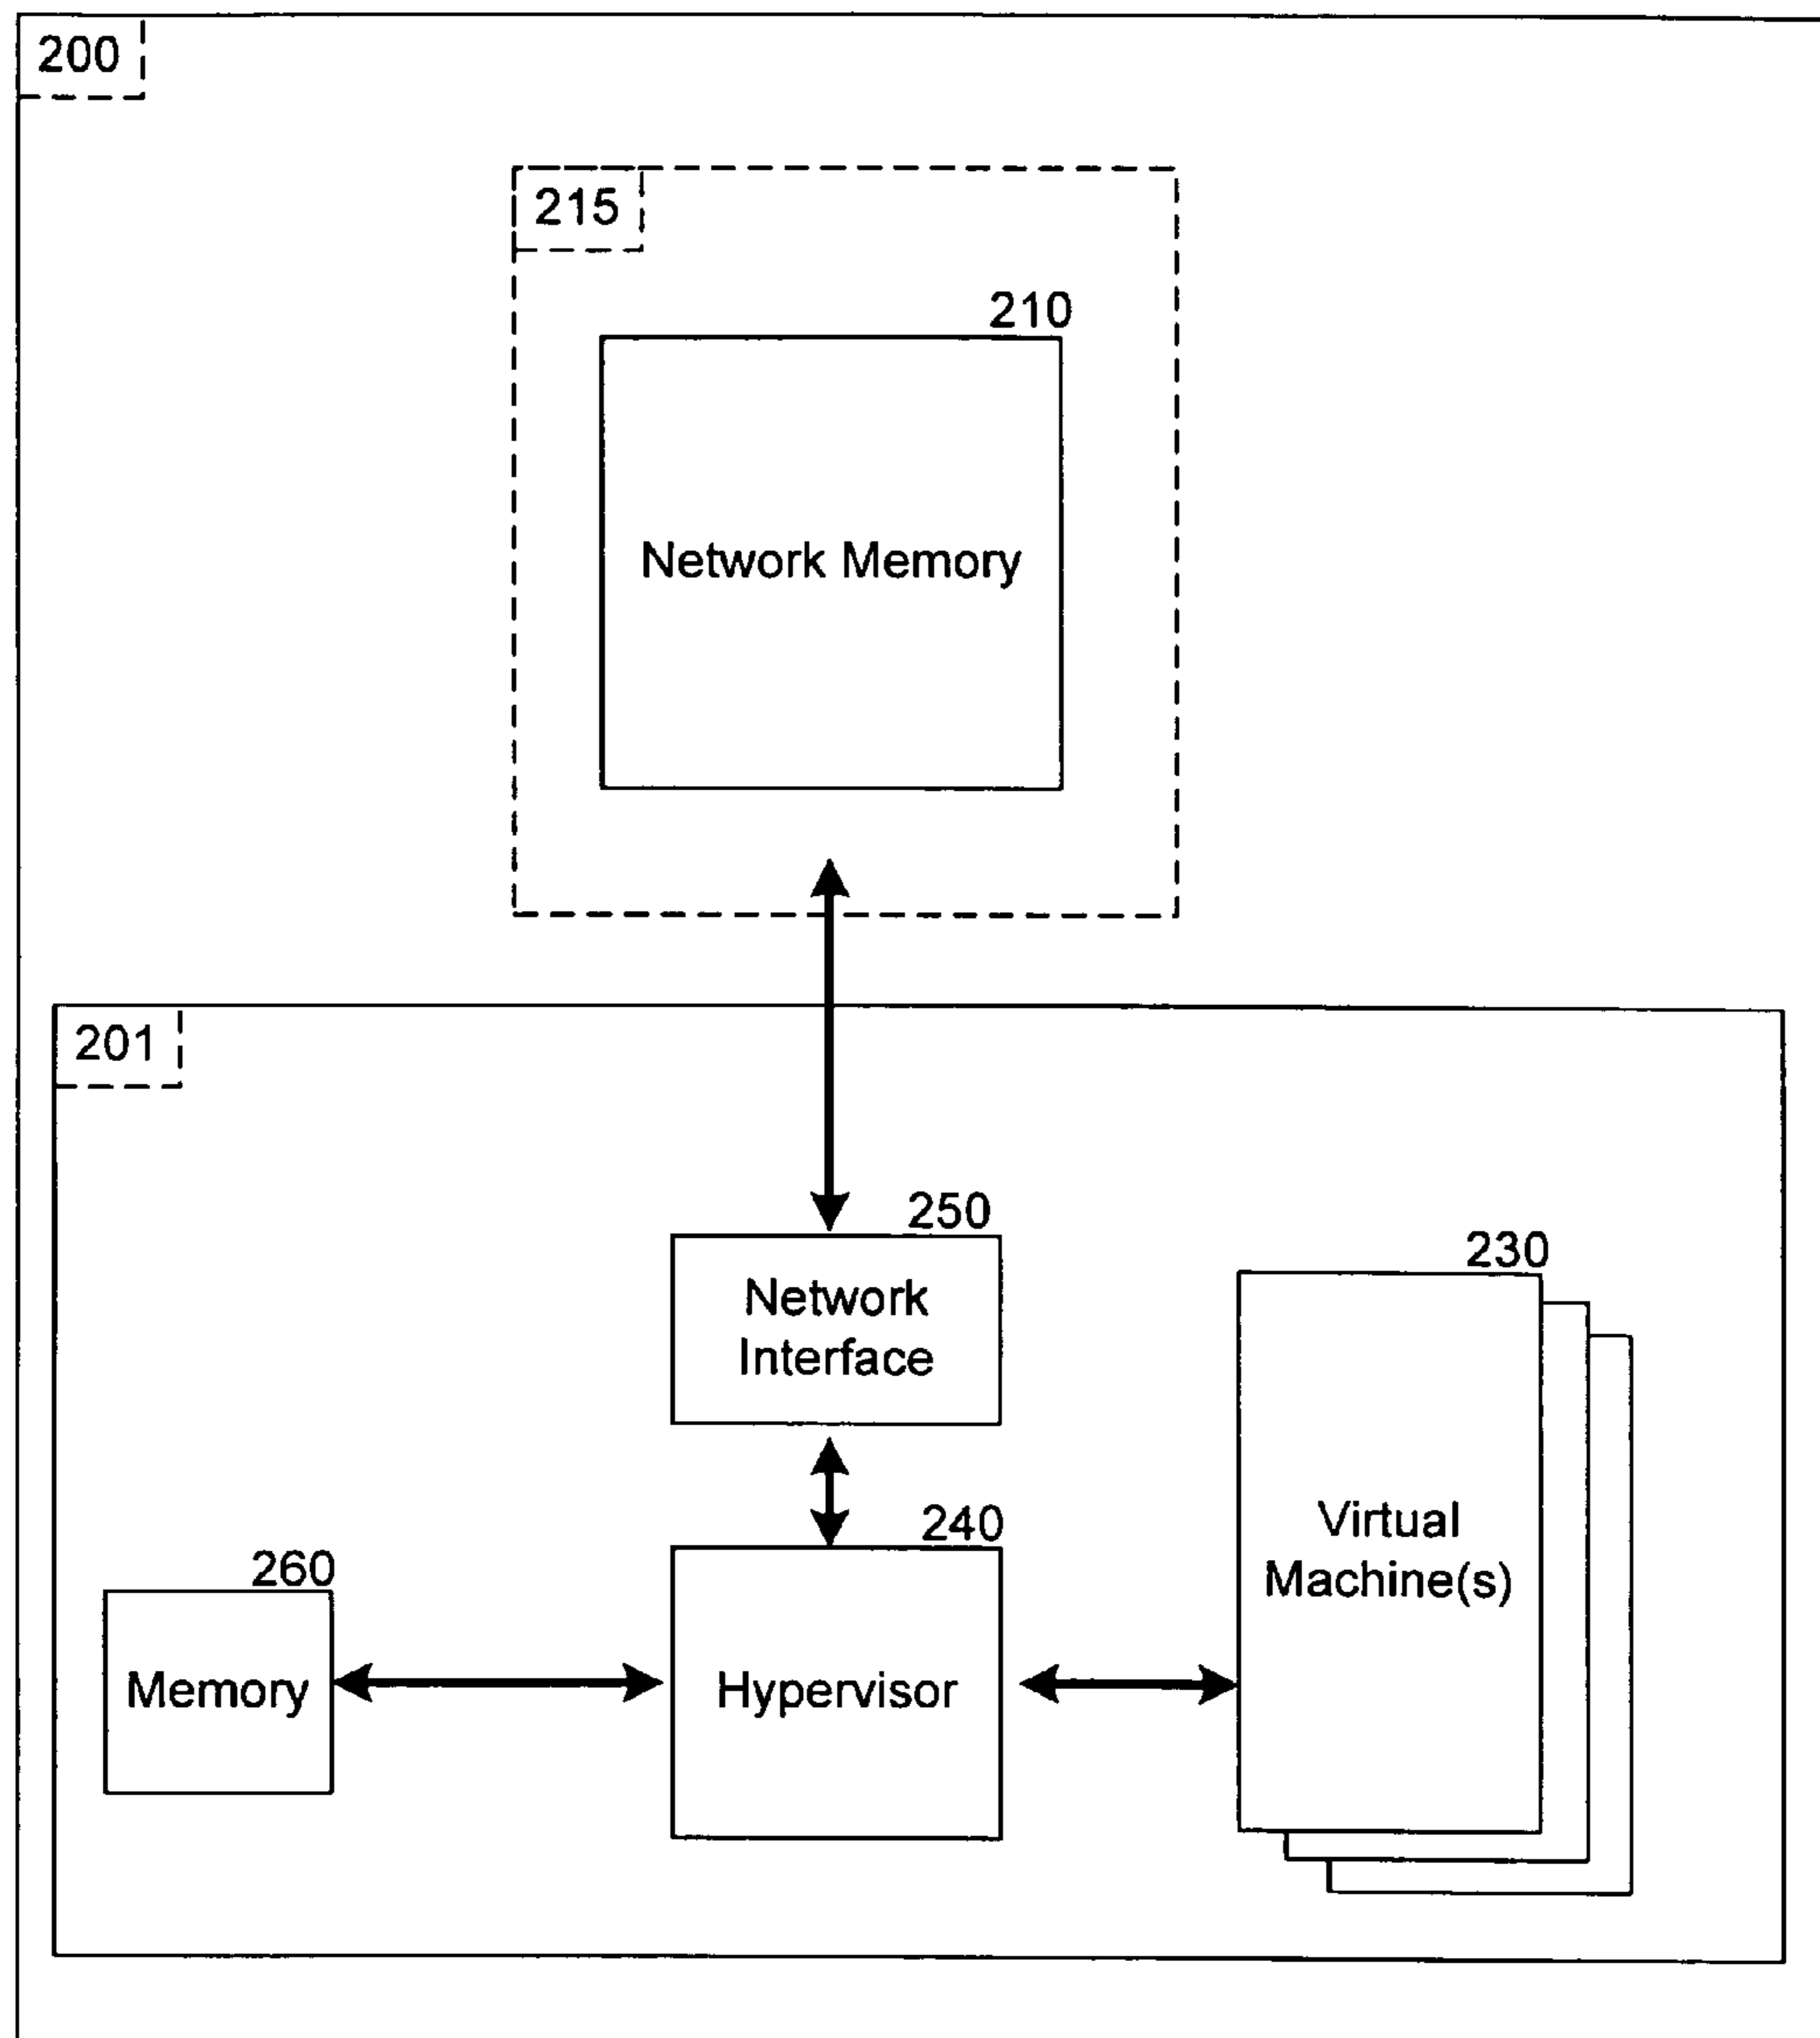 200
215
210
Network Memory
201
250
Network
Interface
230
Virtual
Machine(s)
240
Hypervisor
260
Memory